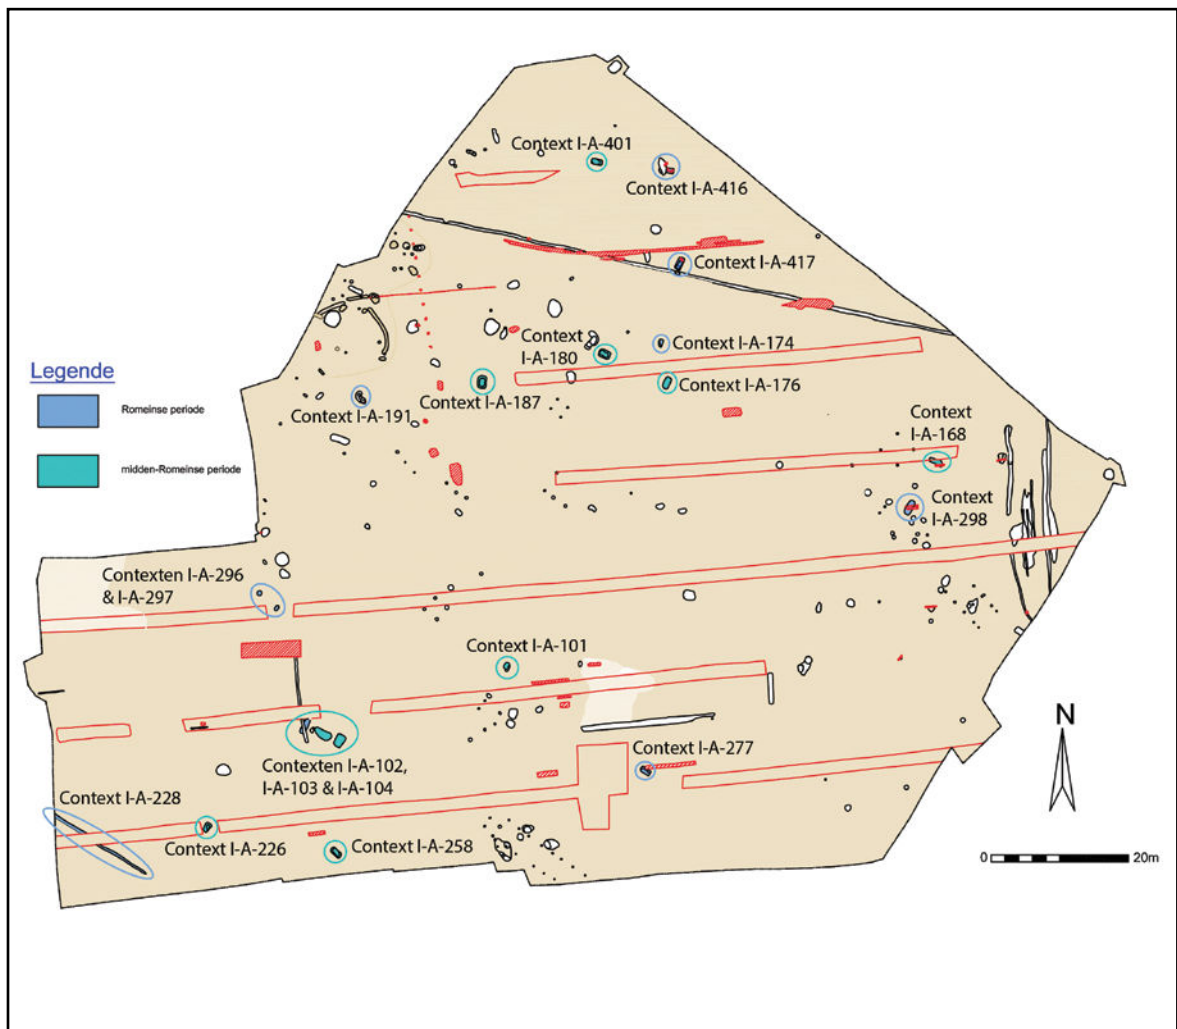 Context I-A-401
Context I-A-416
Context I-A-417
Context
I-A-180
Context I-A-174
Context I-A-176
Legende
Romeinse periode
midden-Romeinse periode
Context I-A-191
Context I-A-187
Context
I-A-168
Context
I-A-298
Contexten I-A-296
& I-A-297
Context I-A-101
Contexten I-A-102,
I-A-103 & I-A-104
Context I-A-277
N
Context I-A-228
Context I-A-226
Context I-A-258
0
20m